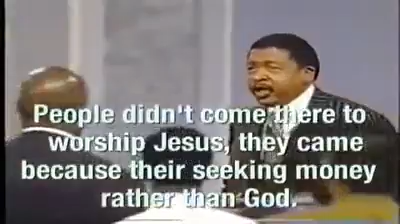 People didn't come there to
worship Jesus, they came
because their seeking money
rather than God.